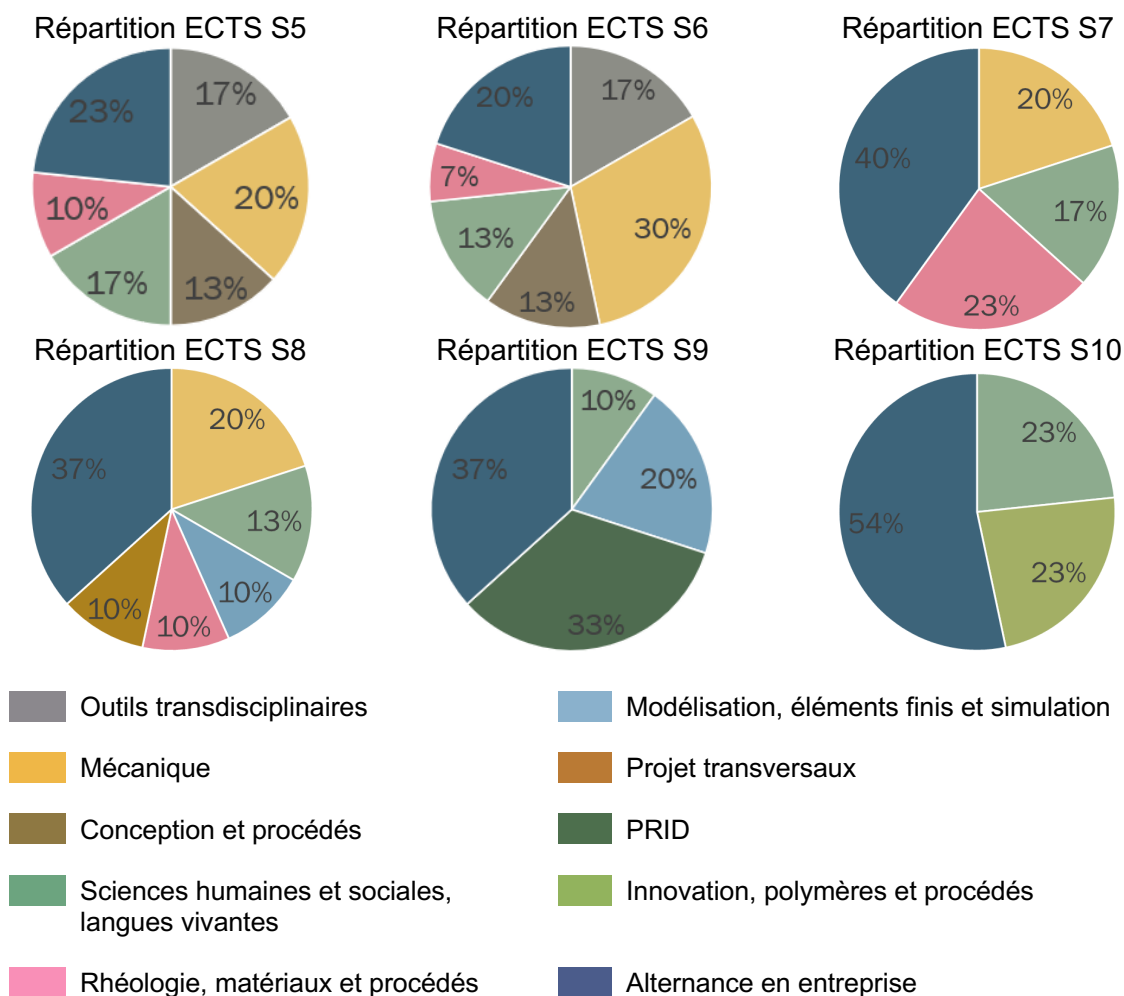 Répartition ECTS S5
Répartition ECTS S6
Répartition ECTS S7
23%
17%
20%
13%
17%
10%
20%
17%
30%
13%
13%
7%
40%
20%
17%
23%
Répartition ECTS S8
Répartition ECTS S9
Répartition ECTS S10
37%
20%
13%
10%
10%
10%
37%
10%
20%
33%
54%
23%
23%
Outils transdisciplinaires
Mécanique
Conception et procédés
Sciences humaines et sociales,
langues vivantes
Rhéologie, matériaux et procédés
Modélisation, éléments finis et simulation
Projet transversaux
PRID
Innovation, polymères et procédés
Alternance en entreprise